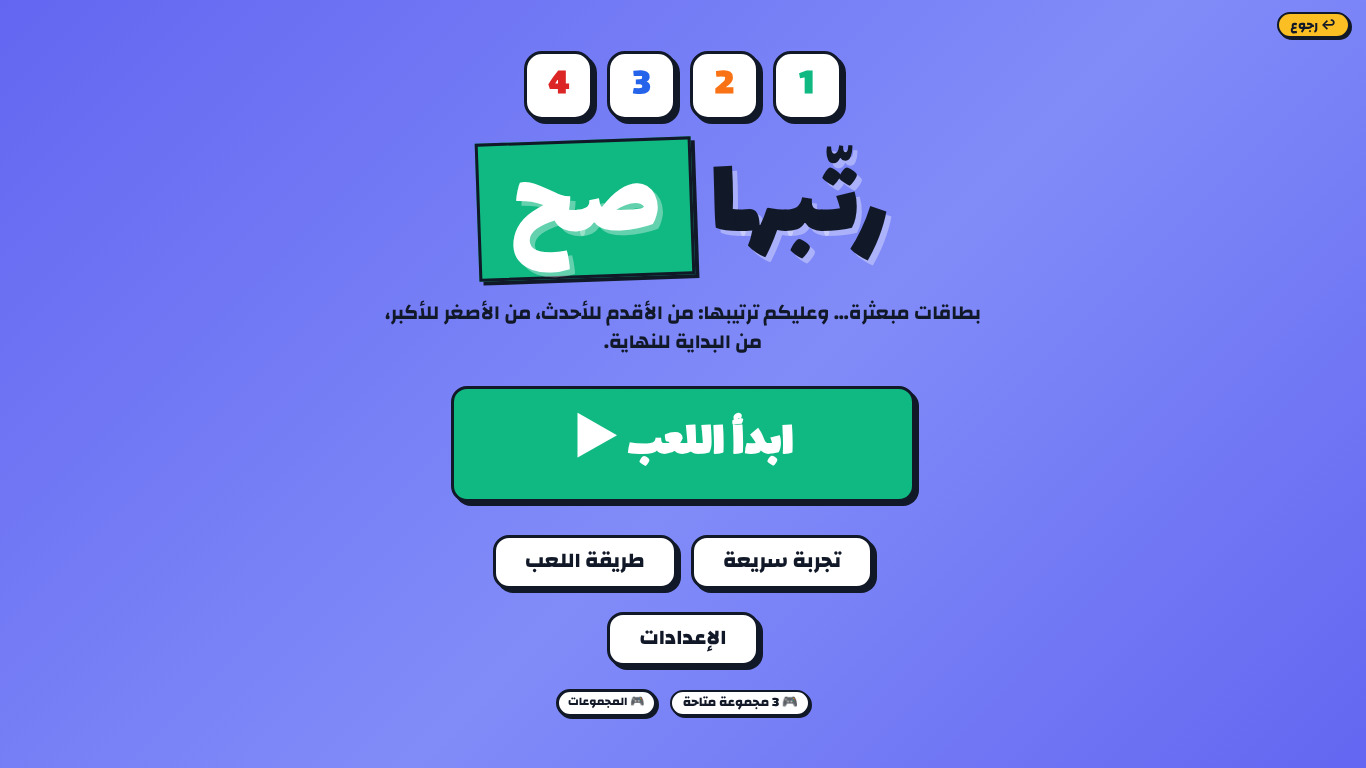 ↩ رجوع
1 2 3 4
رتّبها صح
بطاقات مبعثرة... وعليكم ترتيبها: من الأقدم للأحدث، من الأصغر للأكبر،
من البداية للنهاية.
ابدأ اللعب ▶
تجربة سريعة
طريقة اللعب
الإعدادات
🎮 3 مجموعة متاحة
🎮 المجموعات